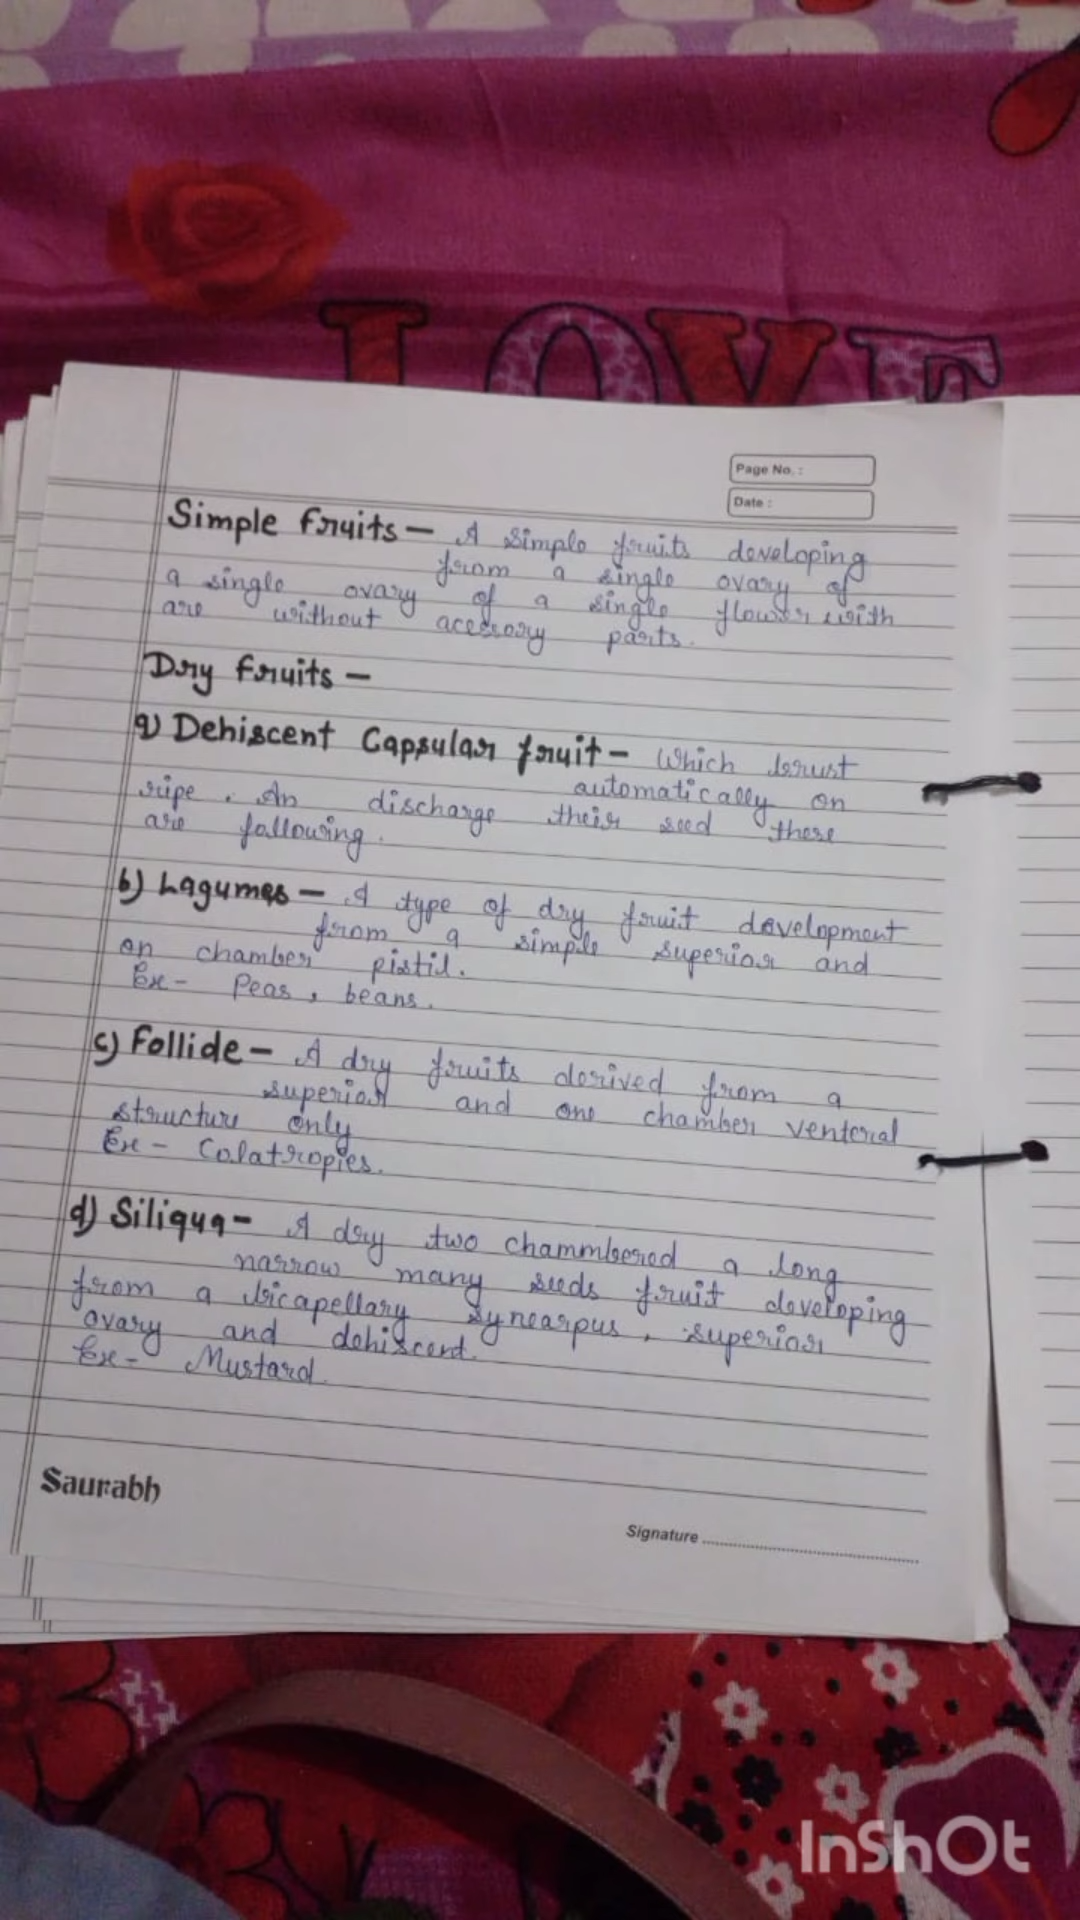 LOVE
Page No. :
Date :
Simple fruits — A Simple fruits developing
from a single ovary of
a single ovary of a single flower with
are without acessory parts.
Dry fruits —
a) Dehiscent Capsular fruit — Which brust
automatically on
ripe. An discharge their seed these
are following.
b) Lagumes — A type of dry fruit development
from a simple superior and
on chamber pistil.
Ex- Peas, beans.
c) Follide — A dry fruits derived from a
superior and one chamber venteral
structure only
Ex - Calatropies.
d) Siliqua - A dry two chammbered a long
narrow many seeds fruit developing
from a bicapellary synearpus, superior
ovary and dehiscent.
Ex- Mustard
Saurabh
Signature
InShOt